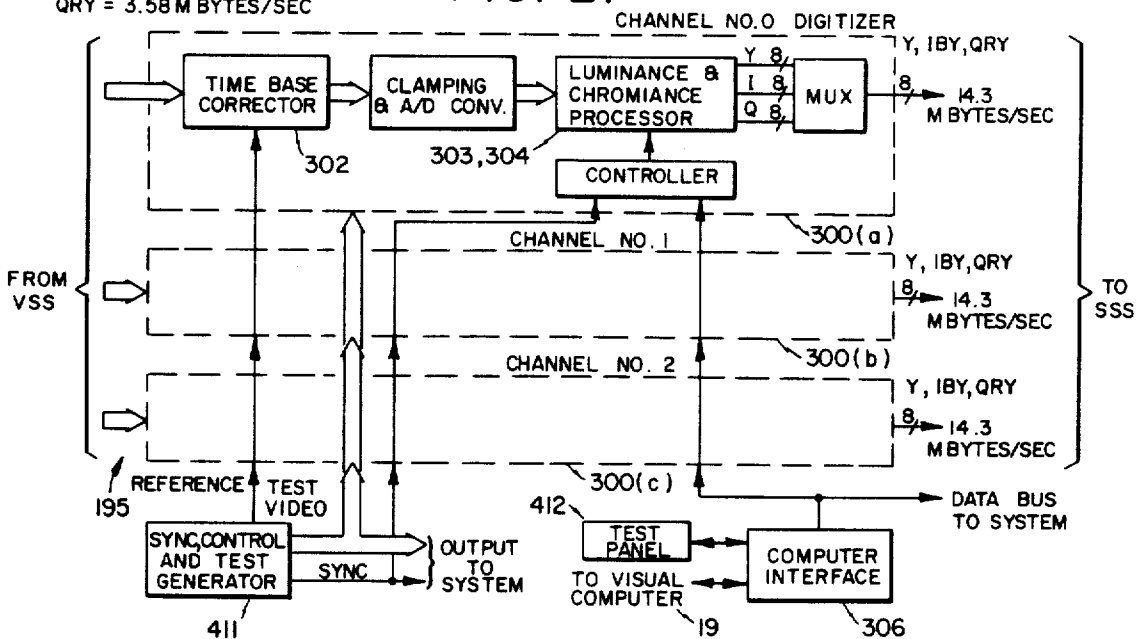 QRY = 3.58 M BYTES/SEC
CHANNEL NO.0 DIGITIZER
Y, IBY, QRY
TIME BASE
CORRECTOR
CLAMPING
& A/D CONV.
LUMINANCE &
CHROMIANCE
PROCESSOR
Y 8
I 8
Q 8
MUX
8
14.3
M BYTES/SEC
302
303,304
CONTROLLER
300(a)
CHANNEL NO. 1
Y, IBY,QRY
FROM
VSS
8
14.3
MBYTES/SEC
TO
SSS
300(b)
CHANNEL NO. 2
Y, IBY,QRY
8
14.3
M BYTES/SEC
300(c)
195
REFERENCE
TEST
VIDEO
DATA BUS
TO SYSTEM
412
SYNC,CONTROL
AND TEST
GENERATOR
SYNC
OUTPUT
TO
SYSTEM
TEST
PANEL
TO VISUAL
COMPUTER
COMPUTER
INTERFACE
411
19
306